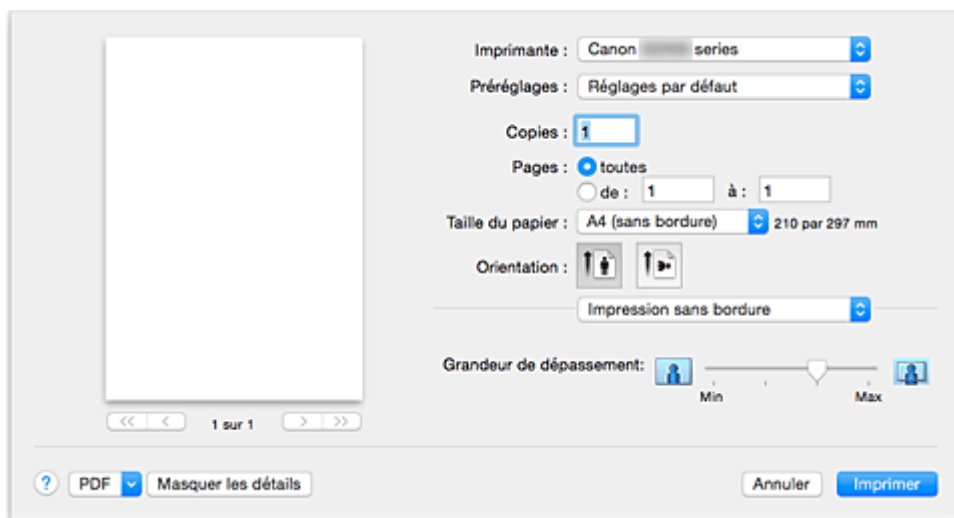 Imprimante : Canon series
Préréglages : Réglages par défaut
Copies : 1
Pages : toutes
de : 1 à : 1
Taille du papier : A4 (sans bordure) 210 par 297 mm
Orientation :
Impression sans bordure
Grandeur de dépassement:
Min Max
<< < 1 sur 1 > >>
? PDF Masquer les détails Annuler Imprimer